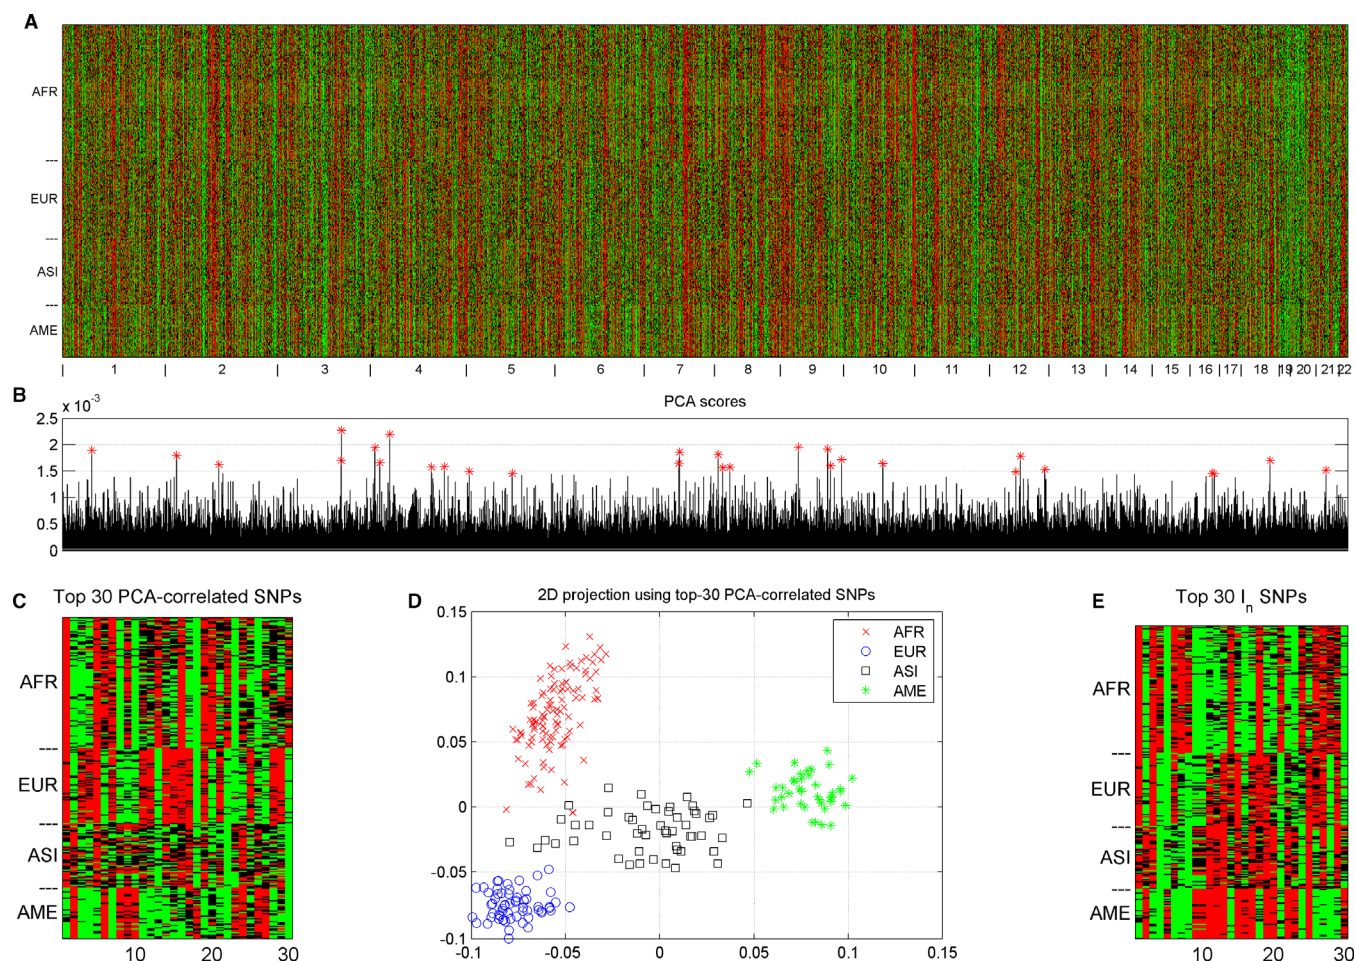 A
AFR
---
EUR
---
ASI
---
AME
| 1 | 2 | 3 | 4 | 5 | 6 | 7 | 8 | 9 | 10 | 11 | 12 | 13 | 14 | 15 | 16 | 17 | 18 | 19 | 20 | 21 | 22
B
x 10⁻³
PCA scores
2.5
2
1.5
1
0.5
0
C
Top 30 PCA-correlated SNPs
AFR
---
EUR
---
ASI
---
AME
10 20 30
D
2D projection using top-30 PCA-correlated SNPs
0.15
0.1
0.05
0
-0.05
-0.1
-0.1 -0.05 0 0.05 0.1 0.15
AFR
EUR
ASI
AME
E
Top 30 Iₙ SNPs
AFR
---
EUR
---
ASI
---
AME
10 20 30